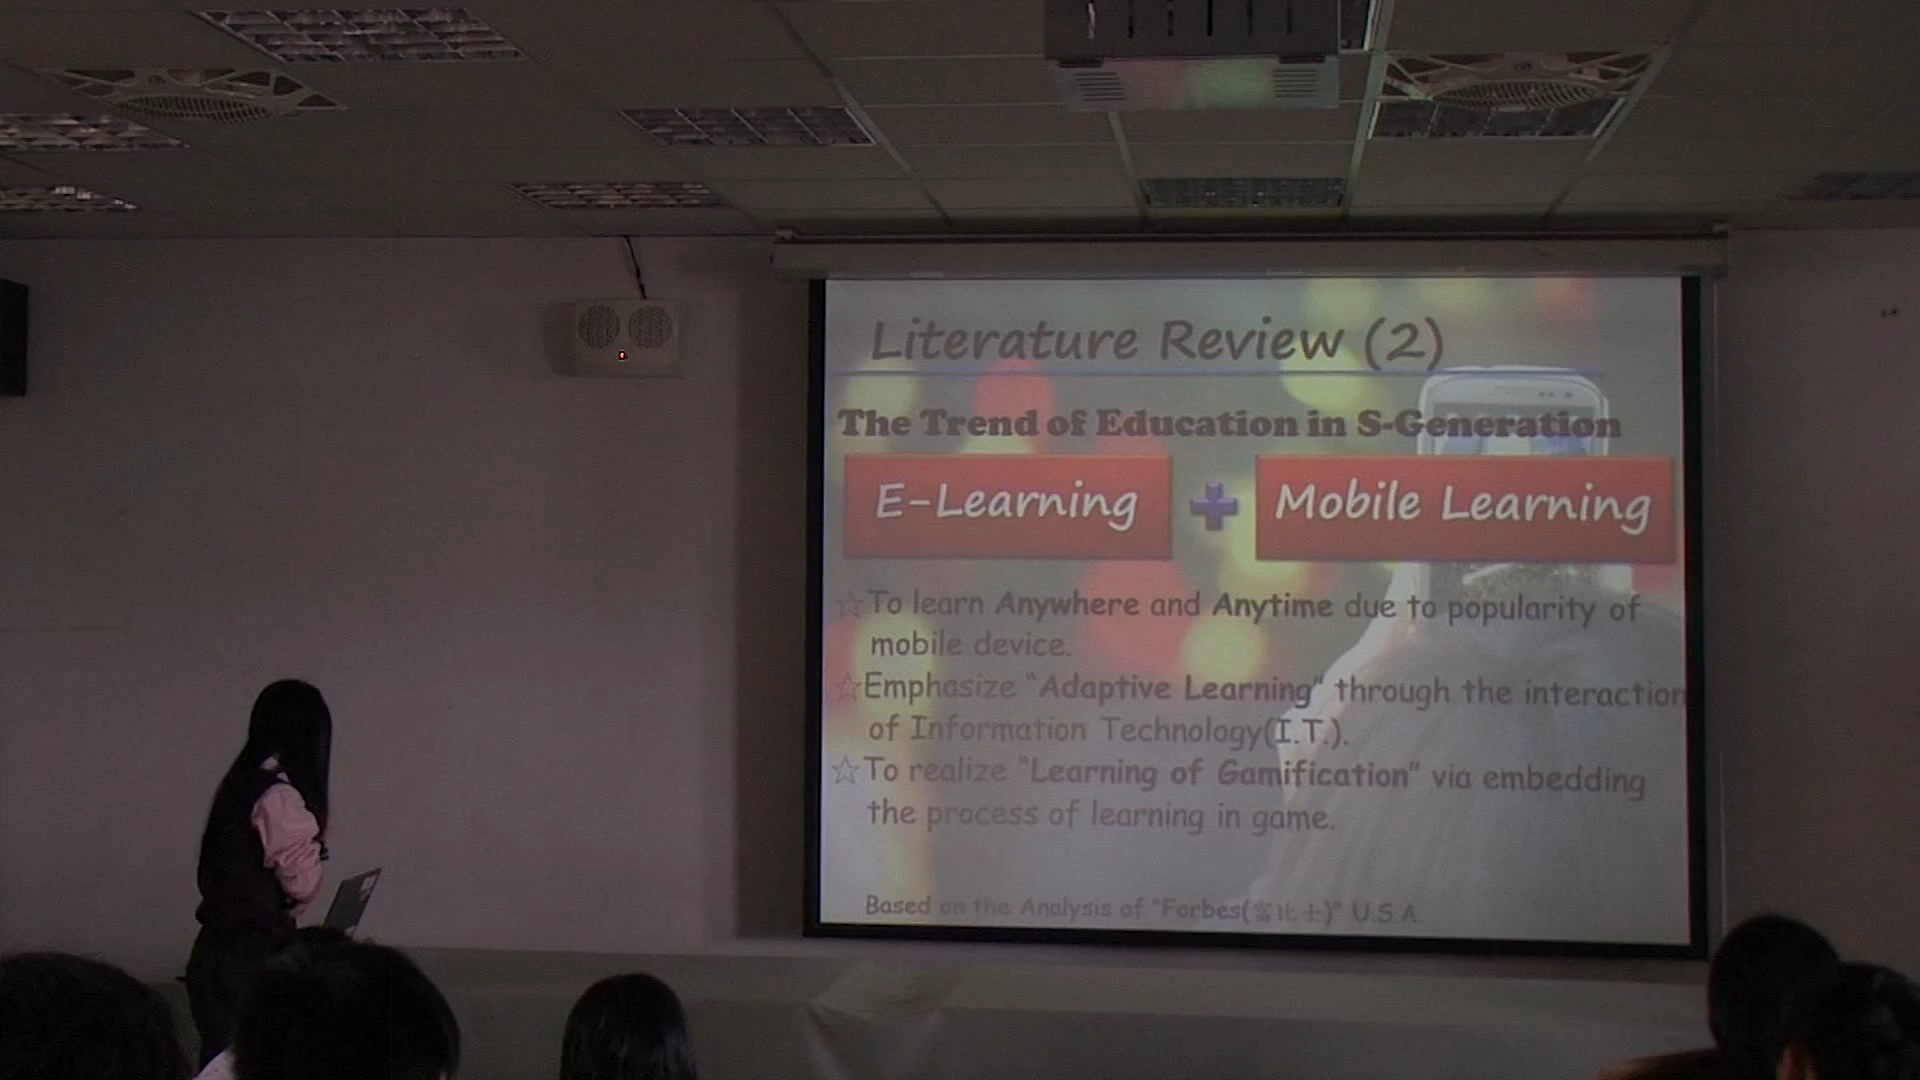 Literature Review (2)
The Trend of Education in S-Generation
E-Learning + Mobile Learning
☆To learn Anywhere and Anytime due to popularity of
mobile device.
☆Emphasize "Adaptive Learning" through the interaction
of Information Technology(I.T.).
☆To realize "Learning of Gamification" via embedding
the process of learning in game.
Based on the Analysis of "Forbes(富比士)" U.S.A.